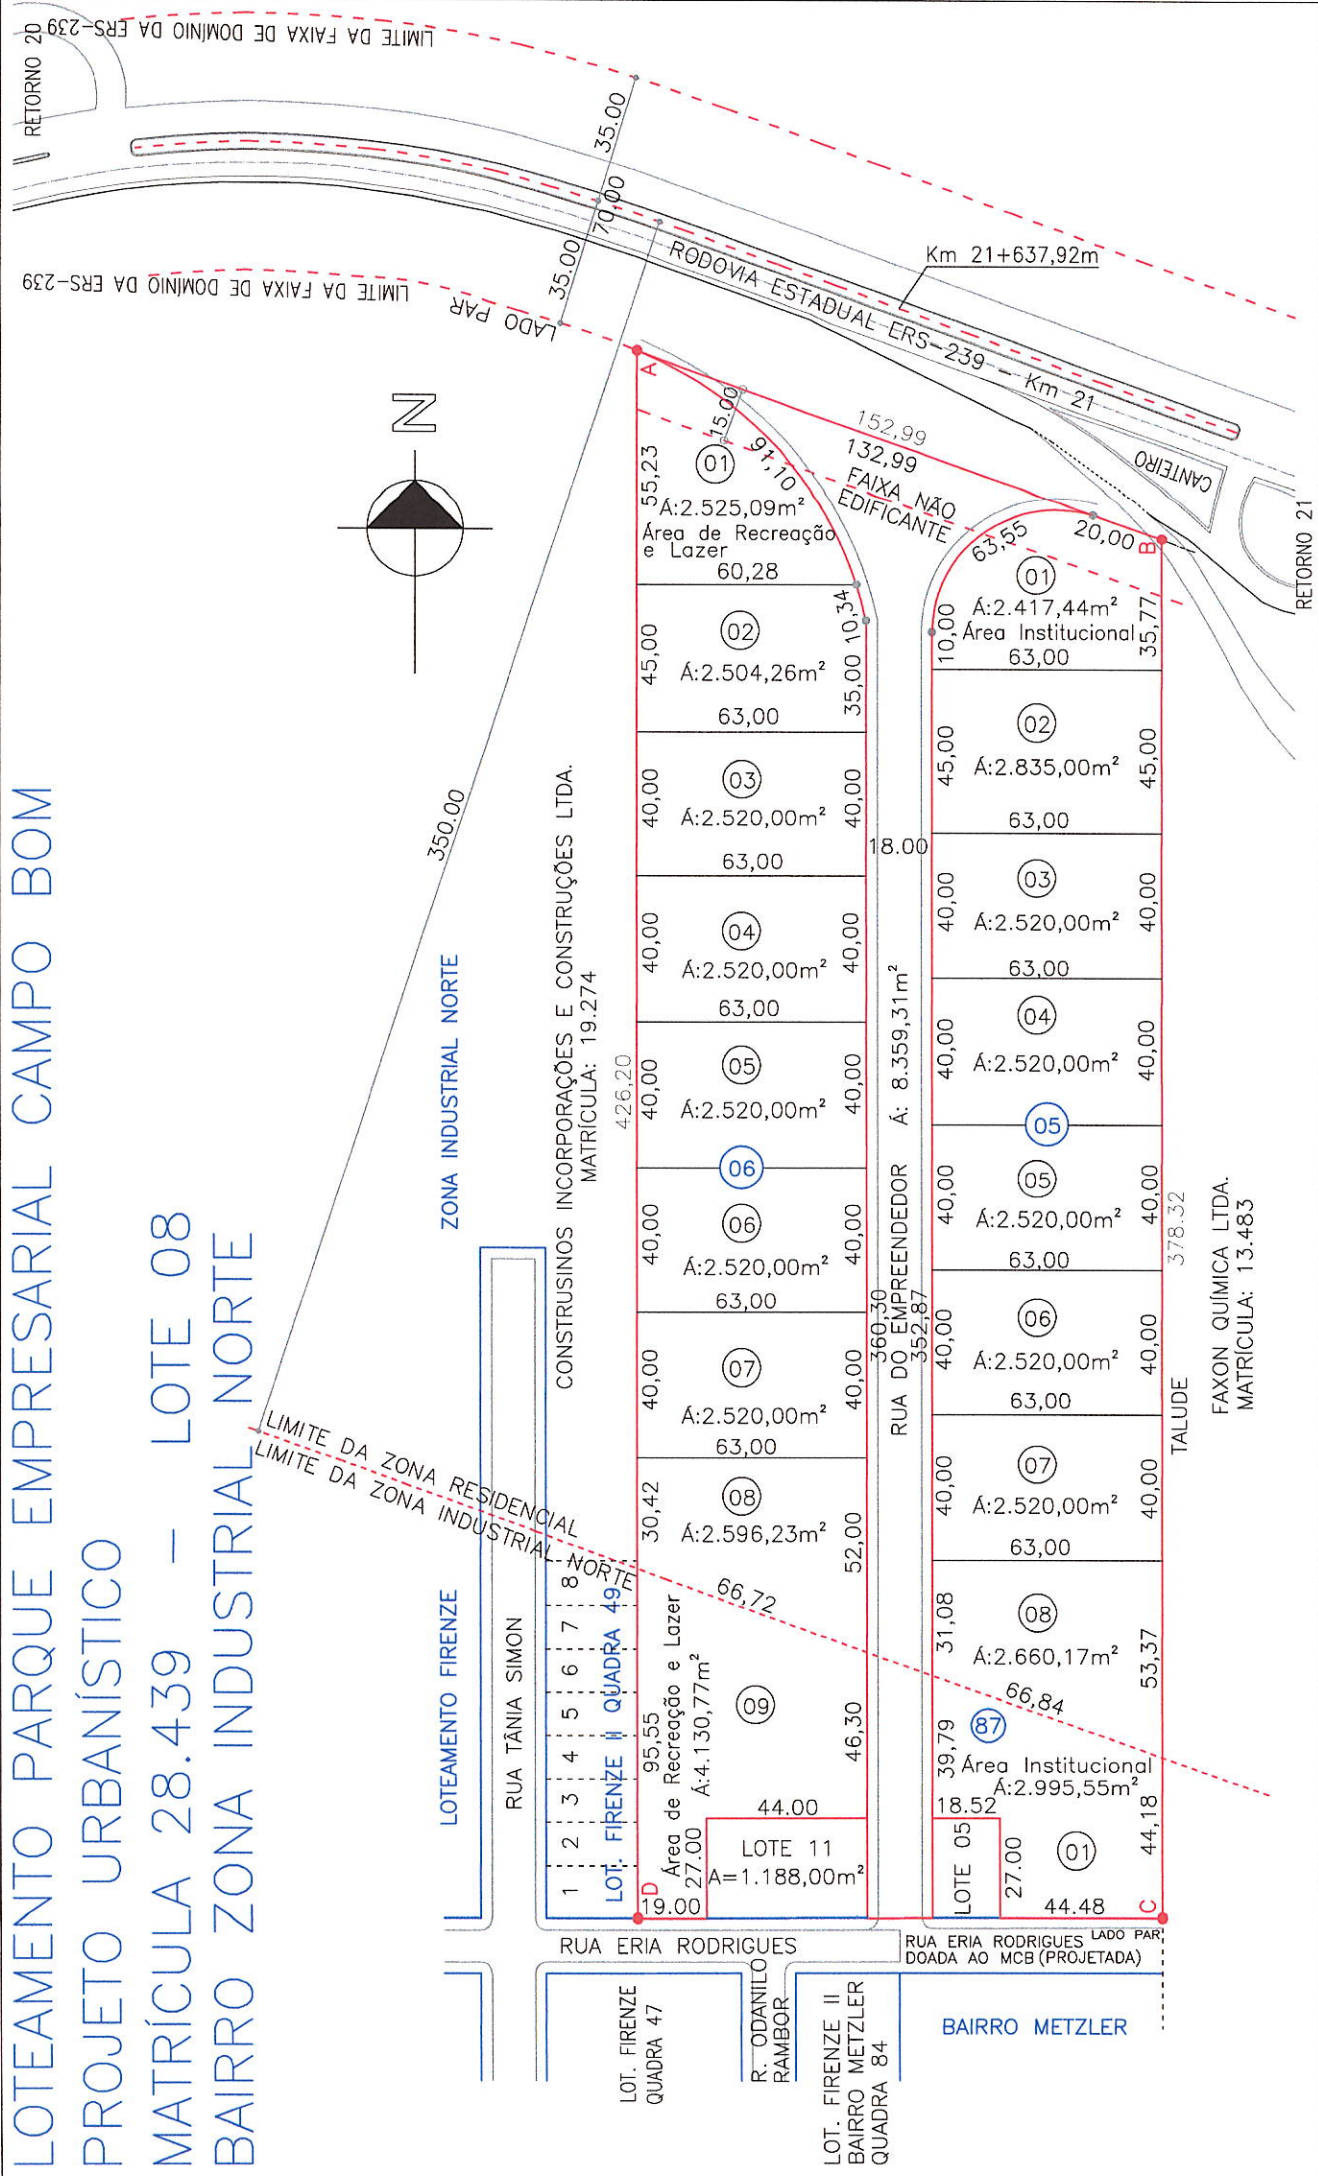 LOTEAMENTO PARQUE EMPRESARIAL CAMPO BOM
PROJETO URBANÍSTICO
MATRÍCULA 28.439 – LOTE 08
BAIRRO ZONA INDUSTRIAL NORTE
RETORNO 20
LIMITE DA FAIXA DE DOMÍNIO DA ERS-239
LIMITE DA FAIXA DE DOMÍNIO DA ERS-239
LADO PAR
35.00
70,00
35.00
RODOVIA ESTADUAL ERS-239 – Km 21
Km 21+637,92m
CANTEIRO
RETORNO 21
N
350.00
ZONA INDUSTRIAL NORTE
CONSTRUSINOS INCORPORAÇÕES E CONSTRUÇÕES LTDA.
MATRÍCULA: 19.274
426,20
A
55,23
15.00
01
91,10
Á:2.525,09m²
Área de Recreação
e Lazer
60,28
152,99
132,99
FAIXA NÃO
EDIFICANTE
63,55
20,00
B
10,34
45,00
02
Á:2.504,26m²
35,00
63,00
40,00
03
Á:2.520,00m²
40,00
63,00
40,00
04
Á:2.520,00m²
40,00
63,00
40,00
05
Á:2.520,00m²
40,00
06
40,00
06
Á:2.520,00m²
40,00
63,00
40,00
07
Á:2.520,00m²
40,00
63,00
30,42
08
Á:2.596,23m²
52,00
66,72
95,55
Área de Recreação e Lazer
Á:4.130,77m²
09
46,30
44.00
27.00
LOTE 11
A=1.188,00m²
D
19.00
18.00
Á: 8.359,31m²
RUA DO EMPREENDEDOR
360,30
352,87
10,00
01
Á:2.417,44m²
Área Institucional
35,77
63,00
45,00
02
Á:2.835,00m²
45,00
63,00
40,00
03
Á:2.520,00m²
40,00
63,00
40,00
04
Á:2.520,00m²
40,00
05
40,00
05
Á:2.520,00m²
40,00
63,00
378.32
40,00
06
Á:2.520,00m²
40,00
63,00
TALUDE
40,00
07
Á:2.520,00m²
40,00
63,00
31,08
08
Á:2.660,17m²
53,37
66,84
39,79
87
Área Institucional
Á:2.995,55m²
18.52
LOTE 05
27.00
01
44,18
44.48
C
FAXON QUÍMICA LTDA.
MATRÍCULA: 13.483
LIMITE DA ZONA RESIDENCIAL
LIMITE DA ZONA INDUSTRIAL NORTE
LOTEAMENTO FIRENZE
RUA TÂNIA SIMON
1 2 3 4 5 6 7 8
LOT. FIRENZE II QUADRA 49
RUA ERIA RODRIGUES
RUA ERIA RODRIGUES LADO PAR
DOADA AO MCB (PROJETADA)
LOT. FIRENZE
QUADRA 47
R. ODANILO
RAMBOR
LOT. FIRENZE II
BAIRRO METZLER
QUADRA 84
BAIRRO METZLER